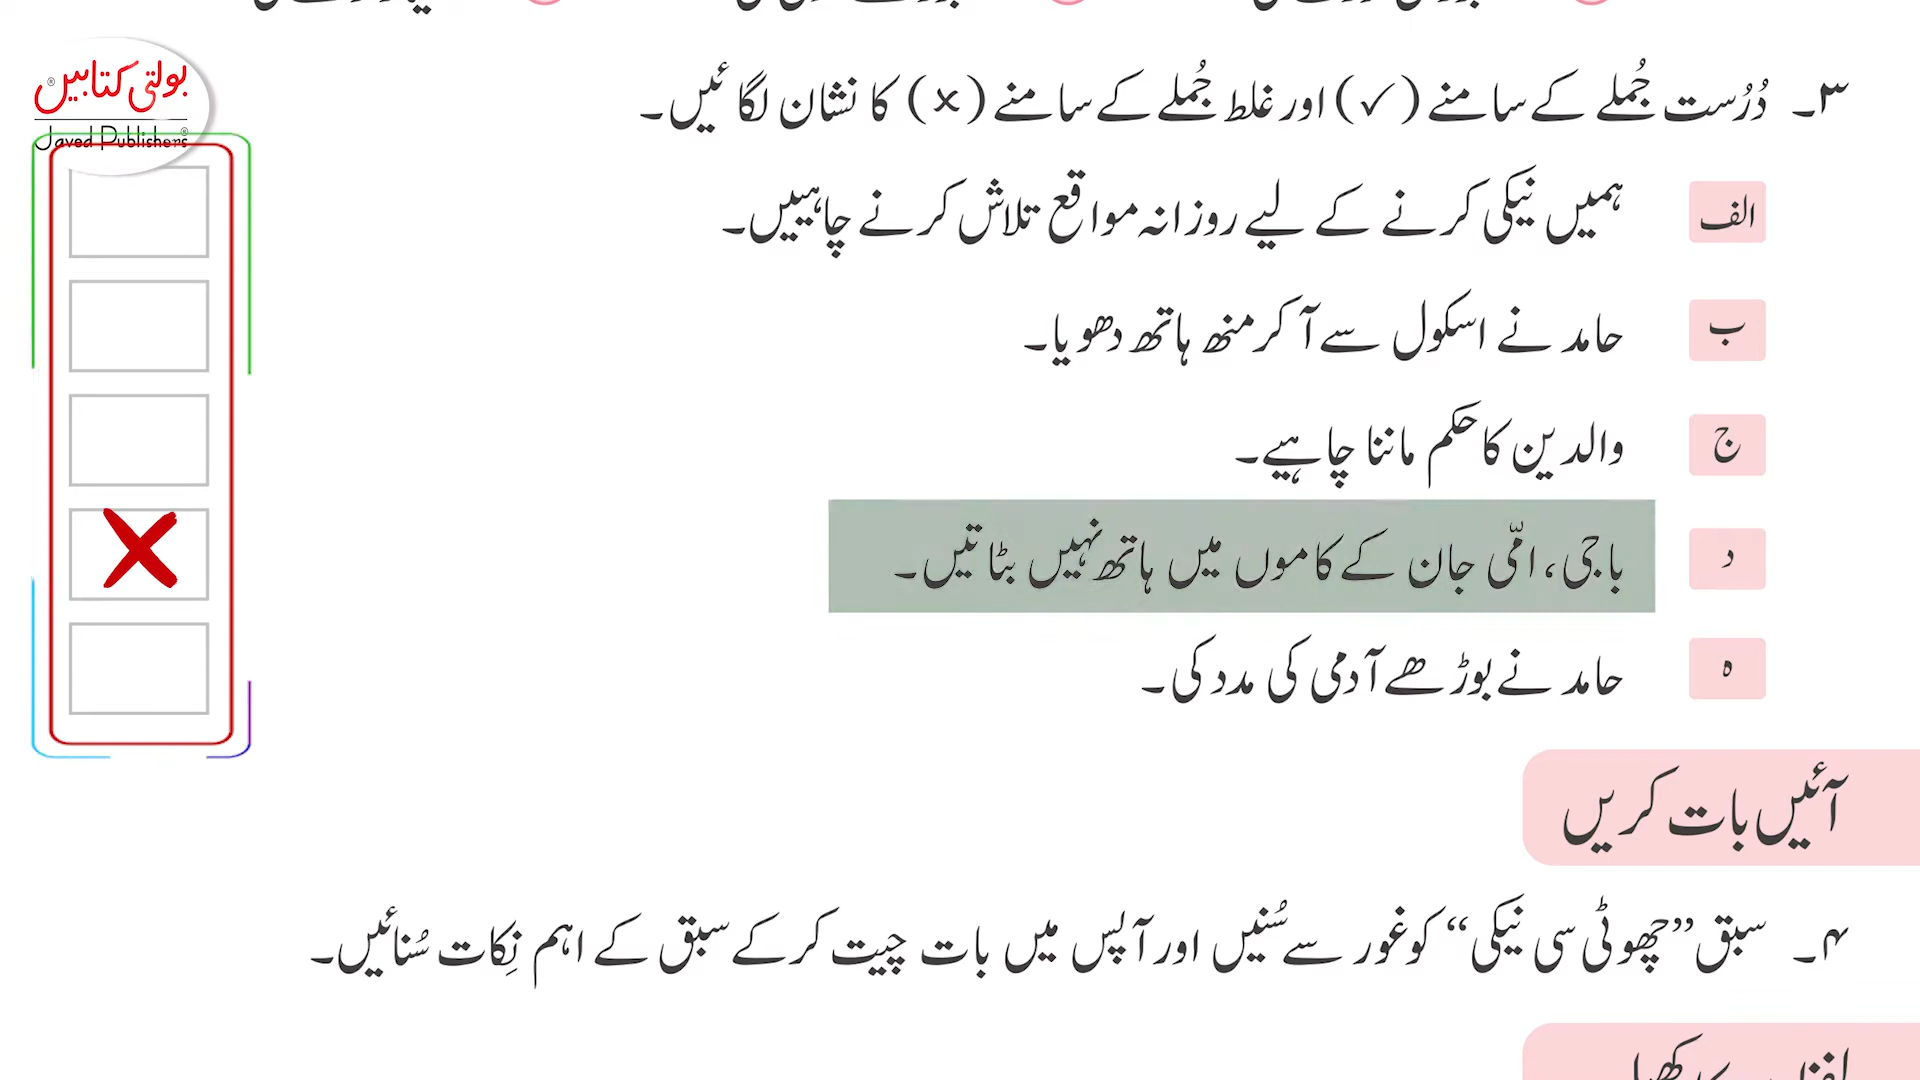 بولتی کتابیں®
Javed Publishers®
۳۔ دُرُست جُملے کے سامنے (✓) اور غلط جُملے کے سامنے (×) کا نشان لگائیں۔
الف ہمیں نیکی کرنے کے لیے روزانہ مواقع تلاش کرنے چاہییں۔
ب حامد نے اسکول سے آ کر منھ ہاتھ دھویا۔
ج والدین کا حکم ماننا چاہیے۔
د باجی، امّی جان کے کاموں میں ہاتھ نہیں بٹاتیں۔
ہ حامد نے بوڑھے آدمی کی مدد کی۔
آئیں بات کریں
۴۔ سبق ”چھوٹی سی نیکی“ کو غور سے سُنیں اور آپس میں بات چیت کر کے سبق کے اہم نِکات سُنائیں۔